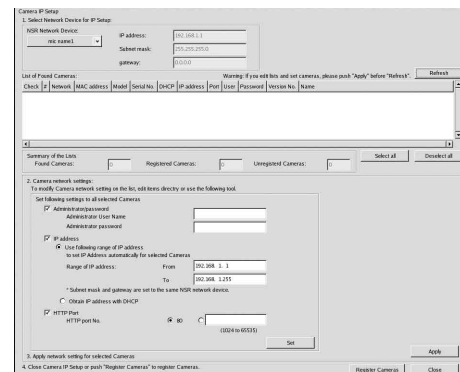 Camera IP Setup
1. Select Network Device for IP Setup:
NSR Network Device:
mic name1
IP address:
192.168.1.1
Subnet mask:
255.255.255.0
gateway:
0.0.0.0
List of Found Cameras:
Warning: If you edit lists and set cameras, please push "Apply" before "Refresh".
Refresh
Check # Network MAC address Model Serial No. DHCP IP address Port User Password Version No. Name
Summary of the Lists
Found Cameras: 0 Registered Cameras: 0 Unregisterd Cameras: 0
Select all
Deselect all
2. Camera network settings:
To modify Camera network setting on the list, edit items directry or use the following tool.
Set following settings to all selected Cameras
Administrator/password
Administrator User Name
Administrator password
IP address
Use following range of IP address
to set IP Address automatically for selected Cameras
Range of IP address: From 192.168. 1. 1
To 192.168. 1.255
* Subnet mask and gateway are set to the same NSR network device.
Obtain IP address with DHCP
HTTP Port
HTTP port No. 80
(1024 to 65535)
Set
3. Apply network setting for selected Cameras
Apply
4. Close Camera IP Setup or push "Register Cameras" to register Cameras.
Register Cameras
Close